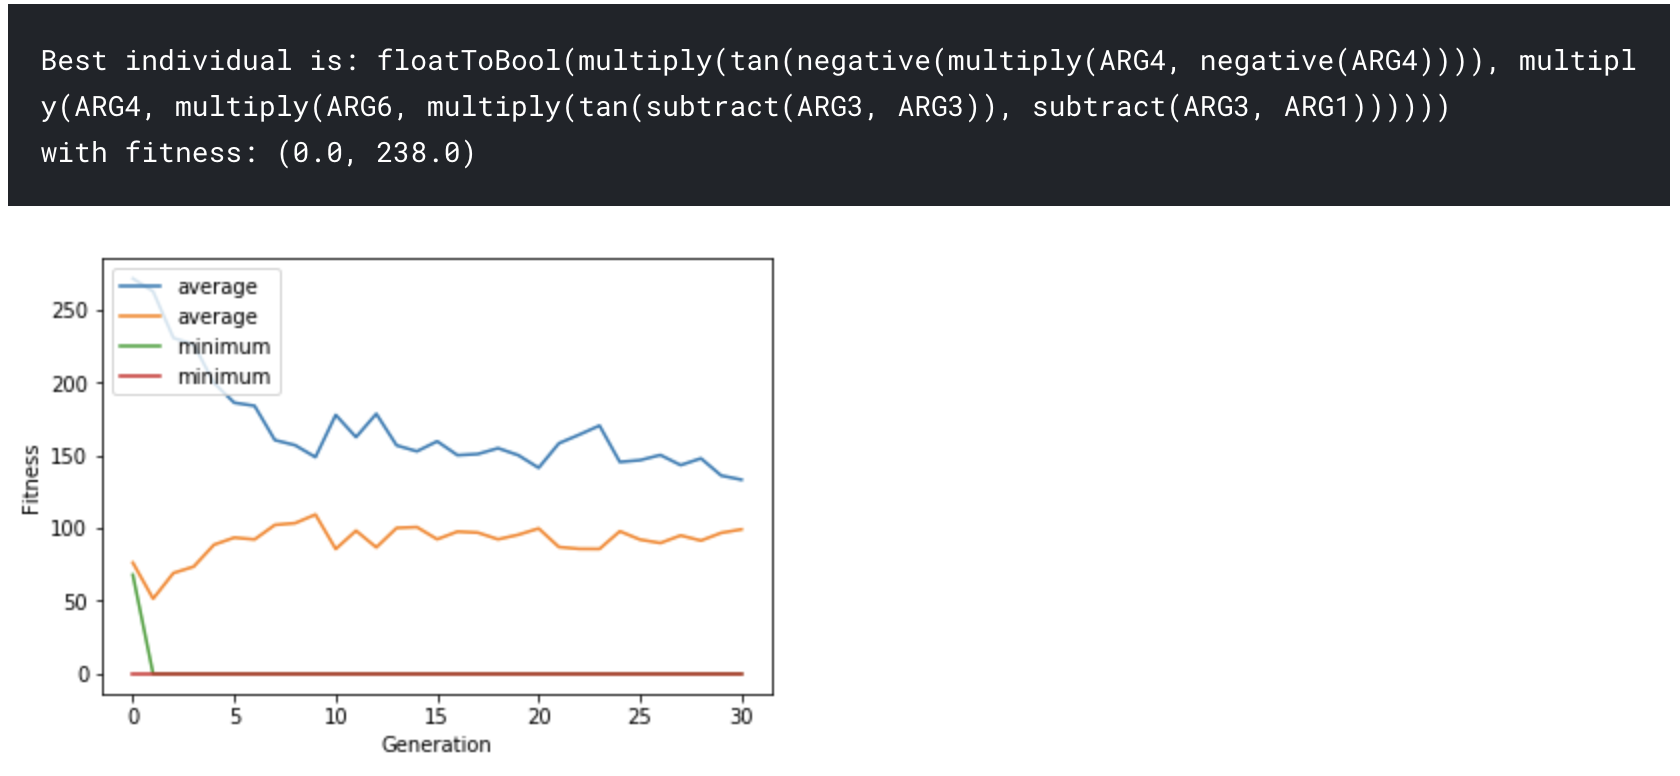 Best individual is: floatToBool(multiply(tan(negative(multiply(ARG4, negative(ARG4)))), multipl
y(ARG4, multiply(ARG6, multiply(tan(subtract(ARG3, ARG3)), subtract(ARG3, ARG1))))))
with fitness: (0.0, 238.0)
average
average
minimum
minimum
250
200
150
100
50
0
Fitness
0 5 10 15 20 25 30
Generation